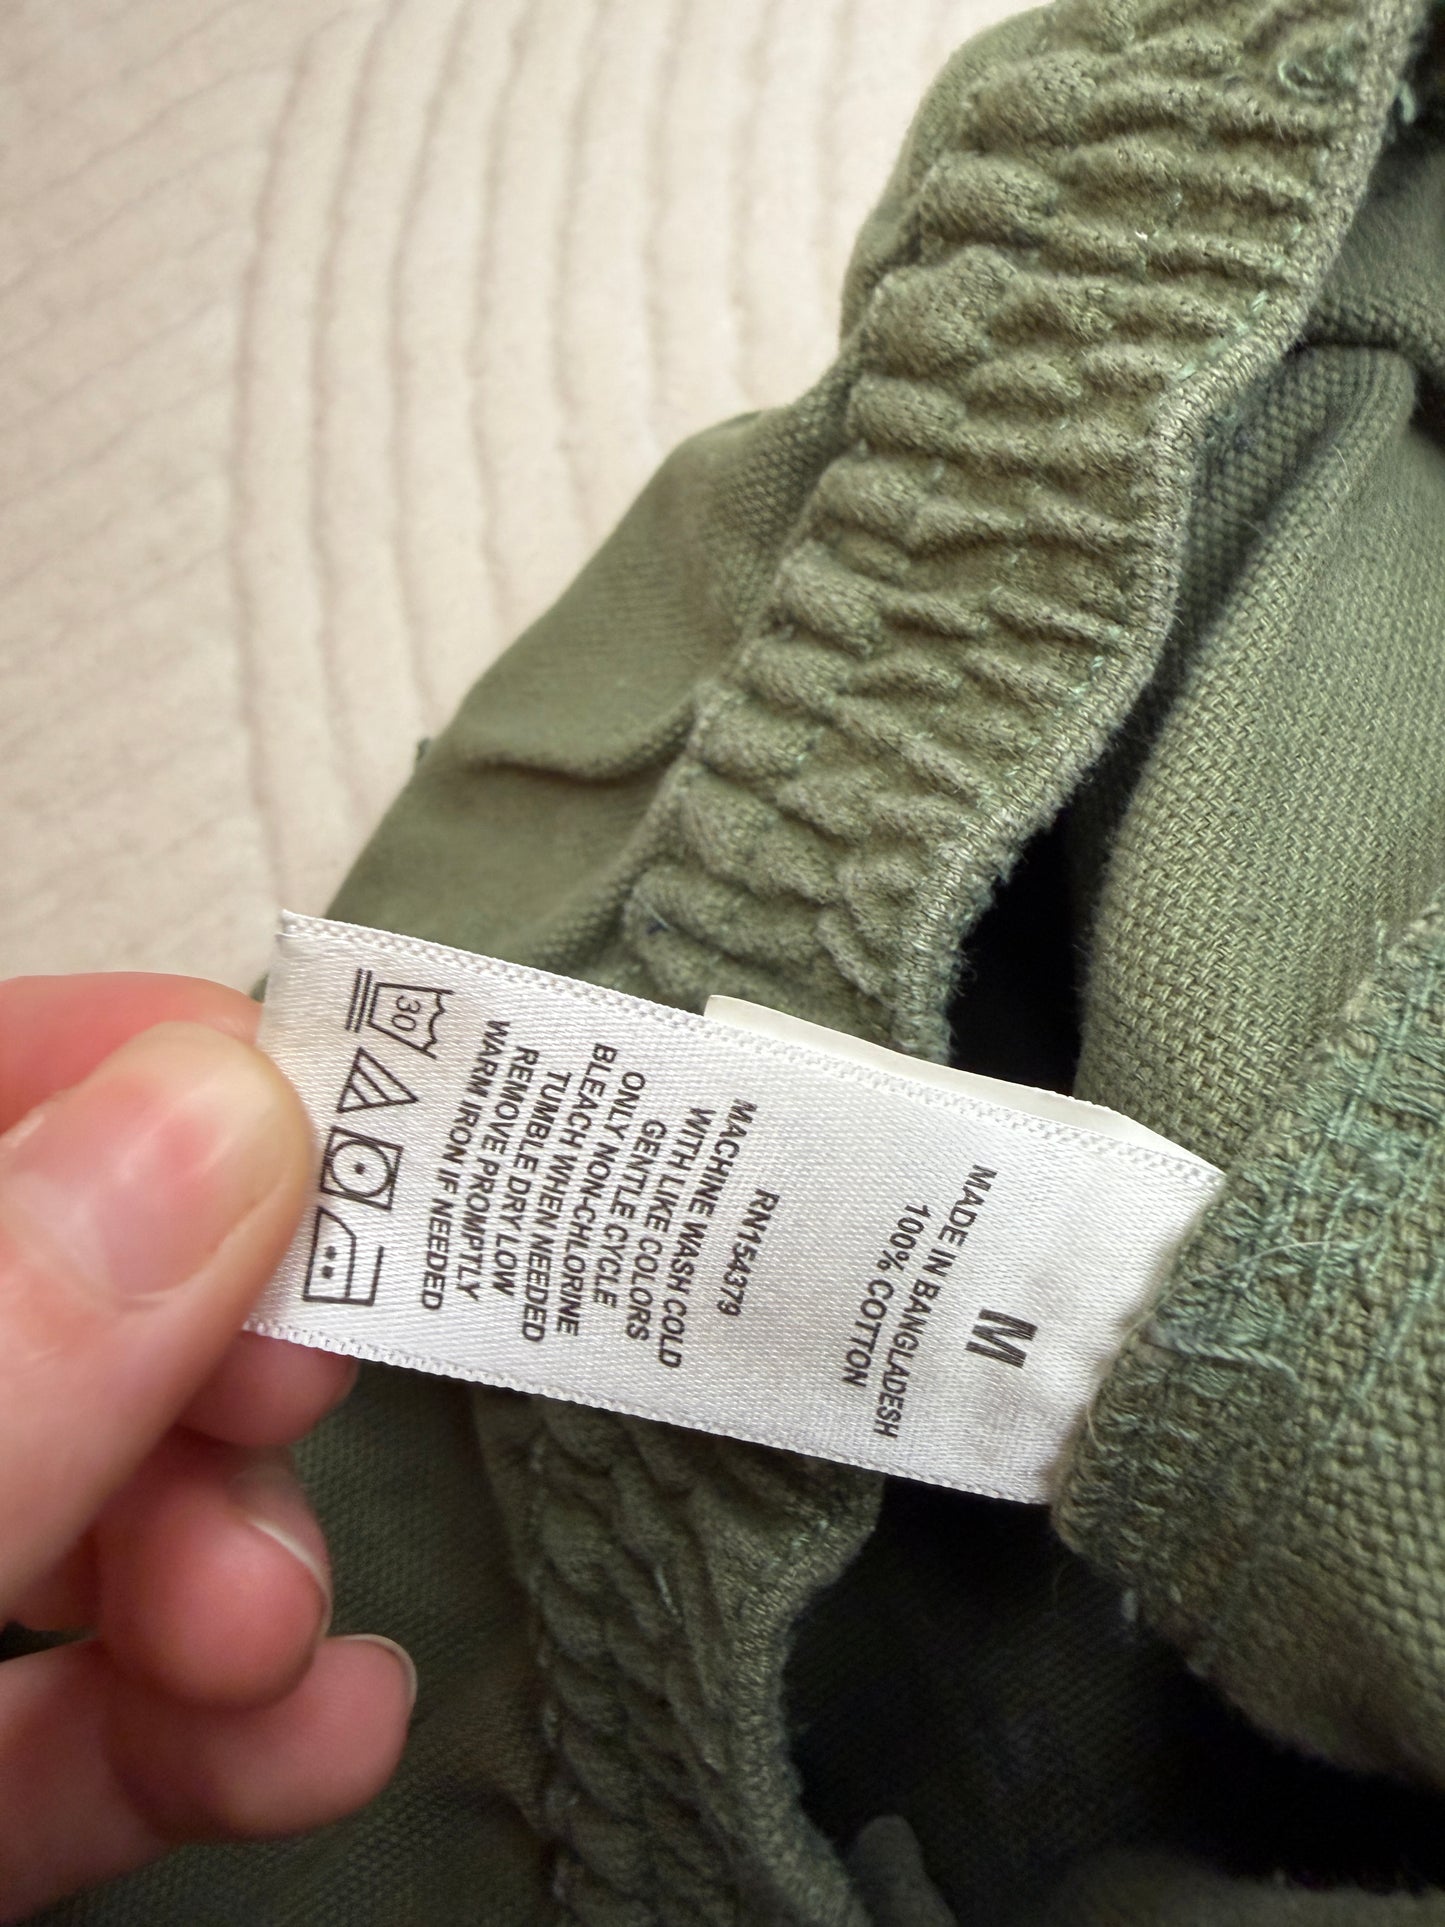 M
MADE IN BANGLADESH
100% COTTON
RN154379
MACHINE WASH COLD
WITH LIKE COLORS
GENTLE CYCLE
ONLY NON-CHLORINE
BLEACH WHEN NEEDED
TUMBLE DRY LOW
REMOVE PROMPTLY
WARM IRON IF NEEDED
30